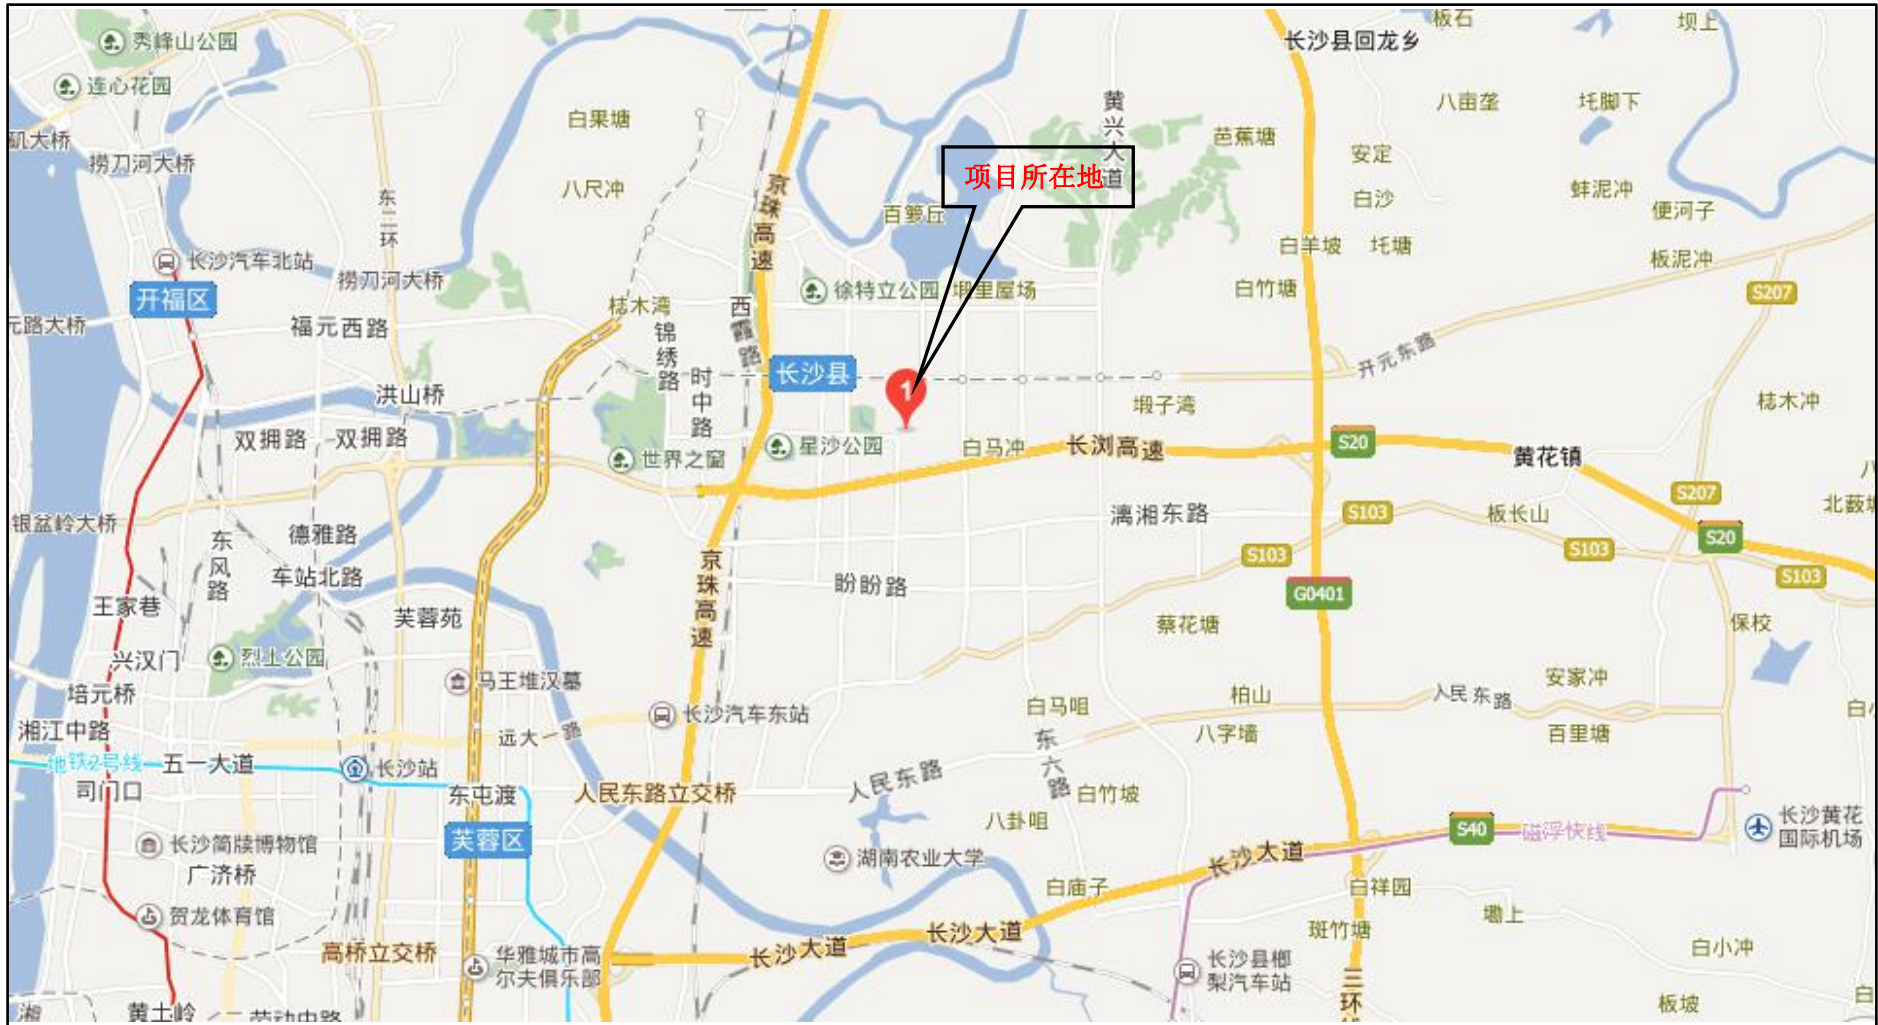 秀峰山公园
连心花园
矶大桥
捞刀河大桥
长沙汽车北站
开福区
元路大桥
福元西路
捞刀河大桥
东二环
白果塘
八尺冲
京珠高速
西霞路
锦绣路
时中路
洪山桥
双拥路
双拥路
银盆岭大桥
东风路
德雅路
车站北路
王家巷
芙蓉苑
兴汉门
烈士公园
培元桥
湘江中路
地铁2号线
五一大道
司门口
长沙站
长沙简牍博物馆
广济桥
贺龙体育馆
高桥立交桥
黄土岭
劳动中路
湘
马王堆汉墓
远大一路
东屯渡
芙蓉区
华雅城市高
尔夫俱乐部
人民东路立交桥
长沙汽车东站
京珠高速
世界之窗
星沙公园
长沙县
徐特立公园
百箩丘
项目所在地
1
黄兴大道
芭蕉塘
长沙县回龙乡
板石
坝上
八亩垄
圫脚下
安定
白沙
蚌泥冲
便河子
板泥冲
白羊坡
圫塘
白竹塘
S207
开元东路
塅子湾
白马冲
长浏高速
S20
黄花镇
S207
S20
S103
S103
S103
S103
板长山
漓湘东路
盼盼路
G0401
蔡花塘
保校
安家冲
柏山
人民东路
白马咀
八字墙
百里塘
东六路
人民东路
白竹坡
八卦咀
湖南农业大学
白庙子
长沙大道
S40
磁浮快线
长沙黄花
国际机场
白祥园
斑竹塘
塝上
白小冲
长沙大道
长沙大道
长沙县㮾
梨汽车站
三环
板坡
白